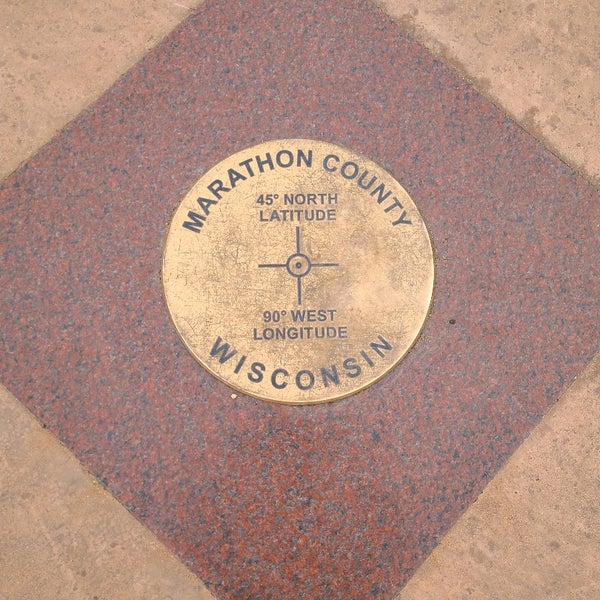 MARATHON COUNTY
45° NORTH
LATITUDE
90° WEST
LONGITUDE
WISCONSIN